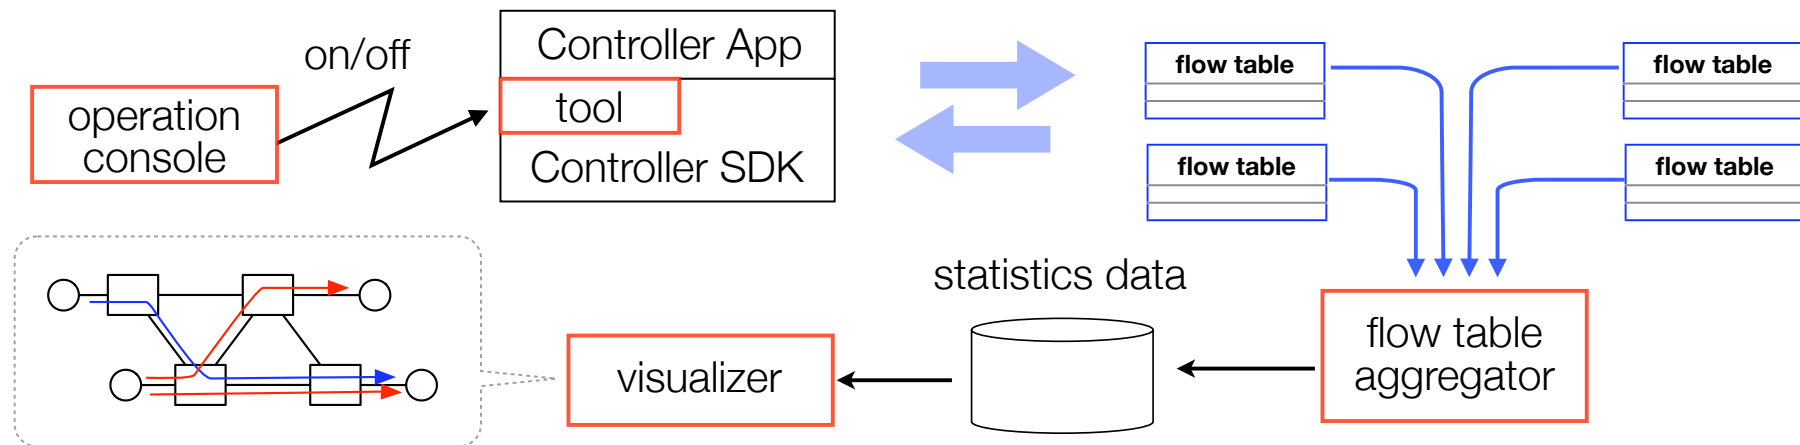 on/off
operation
console
Controller App
tool
Controller SDK
flow table
flow table
flow table
flow table
statistics data
visualizer
flow table
aggregator